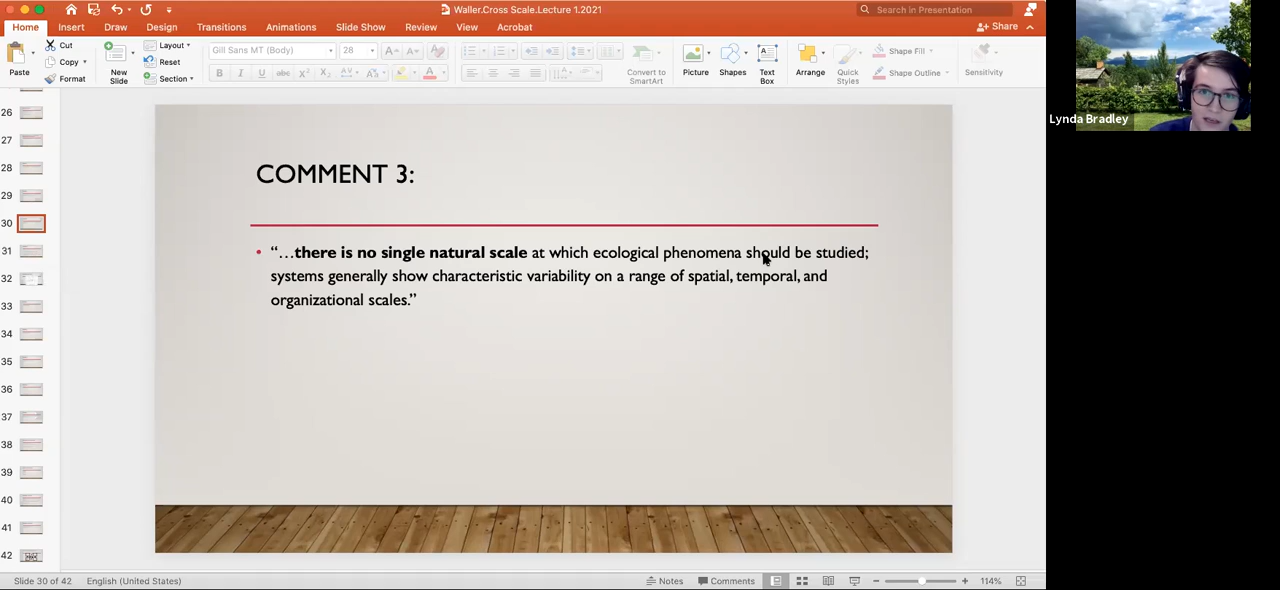 Waller.Cross Scale.Lecture 1.2021
Search in Presentation
Home Insert Draw Design Transitions Animations Slide Show Review View Acrobat
Share
Paste
Cut
Copy
Format
New Slide
Layout
Reset
Section
Gill Sans MT (Body)
28
Convert to SmartArt
Picture
Shapes
Text Box
Arrange
Quick Styles
Shape Fill
Shape Outline
Sensitivity
Lynda Bradley
26
27
28
29
30
31
32
33
34
35
36
37
38
39
40
41
42
COMMENT 3:
• “…there is no single natural scale at which ecological phenomena should be studied;
systems generally show characteristic variability on a range of spatial, temporal, and
organizational scales.”
Slide 30 of 42
English (United States)
Notes
Comments
114%